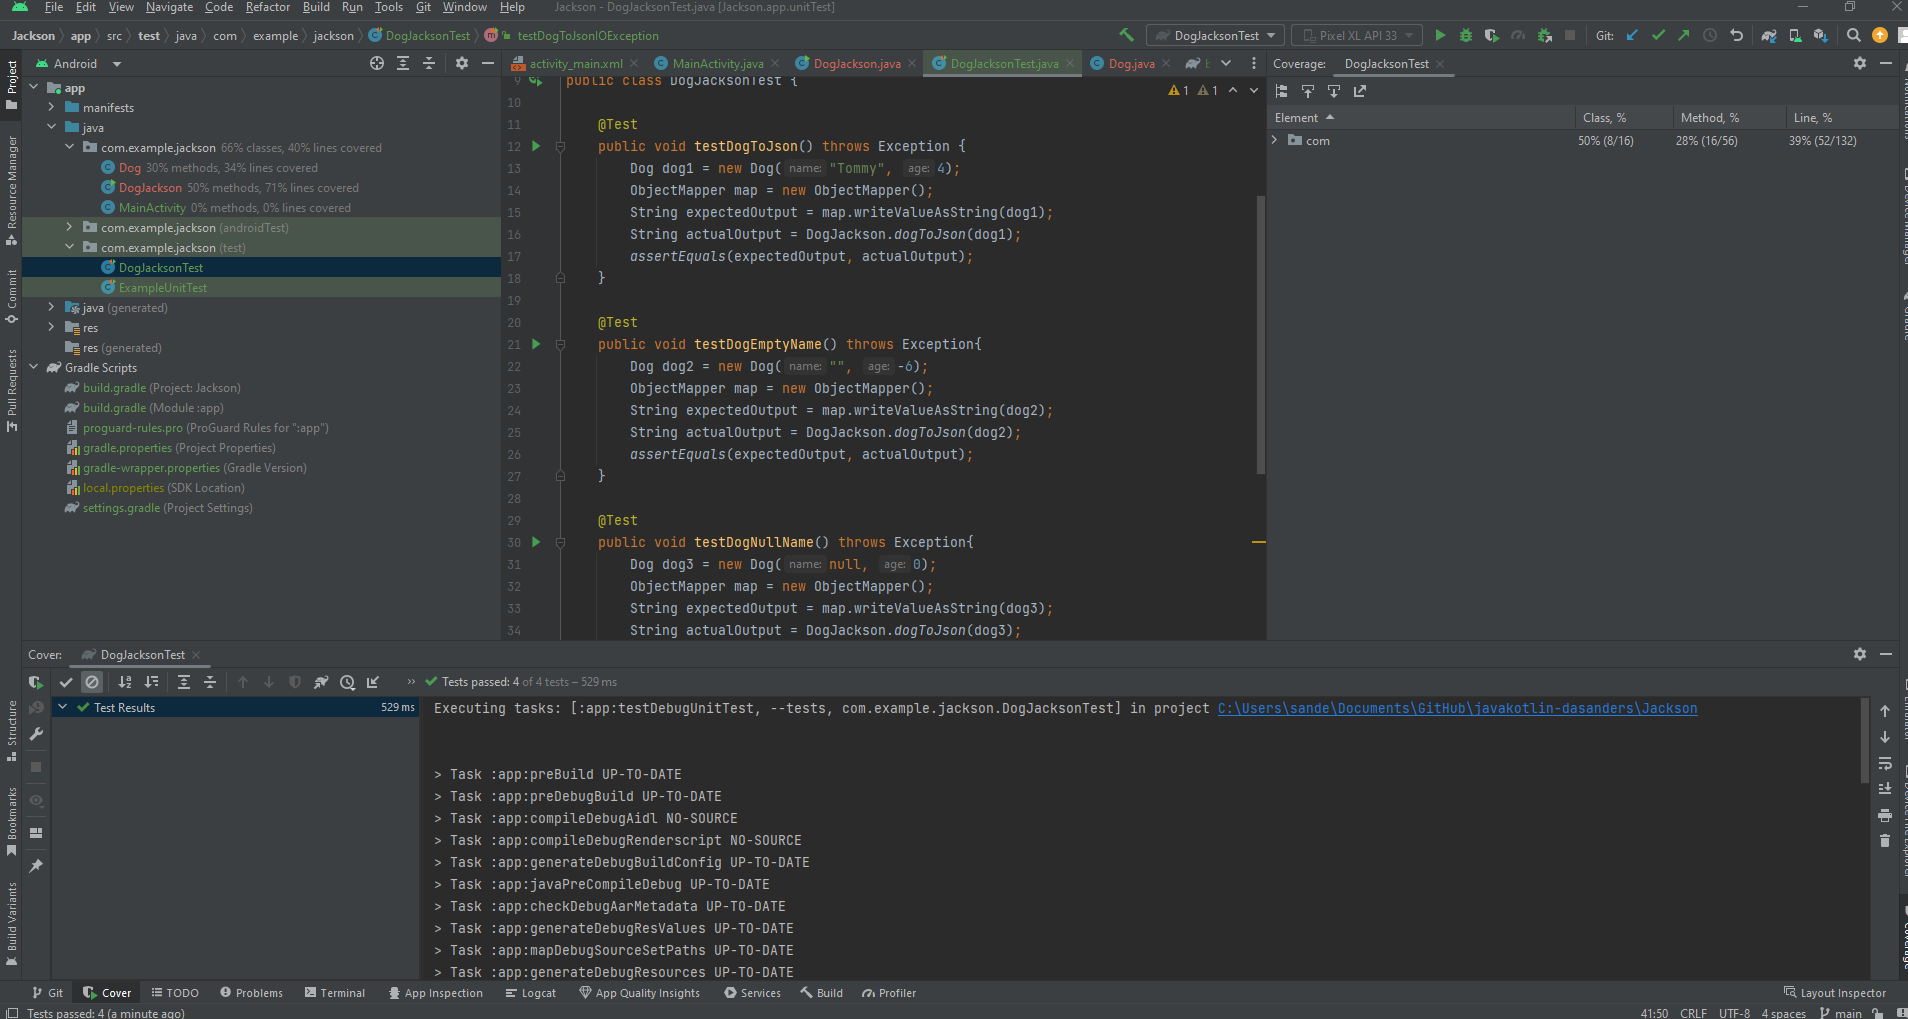 File Edit View Navigate Code Refactor Build Run Tools Git Window Help Jackson - DogJacksonTest.java [Jackson.app.unitTest]
Jackson app src test java com example jackson DogJacksonTest testDogToJsonIOException DogJacksonTest Pixel XL API 33 Git:
Project
Resource Manager
Commit
Pull Requests
Structure
Bookmarks
Build Variants
Android
app
manifests
java
com.example.jackson 66% classes, 40% lines covered
Dog 30% methods, 34% lines covered
DogJackson 50% methods, 71% lines covered
MainActivity 0% methods, 0% lines covered
com.example.jackson (androidTest)
com.example.jackson (test)
DogJacksonTest
ExampleUnitTest
java (generated)
res
res (generated)
Gradle Scripts
build.gradle (Project: Jackson)
build.gradle (Module :app)
proguard-rules.pro (ProGuard Rules for ":app")
gradle.properties (Project Properties)
gradle-wrapper.properties (Gradle Version)
local.properties (SDK Location)
settings.gradle (Project Settings)
activity_main.xml MainActivity.java DogJackson.java DogJacksonTest.java Dog.java
1 1
9 public class DogJacksonTest {
10
11 @Test
12 public void testDogToJson() throws Exception {
13 Dog dog1 = new Dog( name: "Tommy", age: 4);
14 ObjectMapper map = new ObjectMapper();
15 String expectedOutput = map.writeValueAsString(dog1);
16 String actualOutput = DogJackson.dogToJson(dog1);
17 assertEquals(expectedOutput, actualOutput);
18 }
19
20 @Test
21 public void testDogEmptyName() throws Exception{
22 Dog dog2 = new Dog( name: "", age: -6);
23 ObjectMapper map = new ObjectMapper();
24 String expectedOutput = map.writeValueAsString(dog2);
25 String actualOutput = DogJackson.dogToJson(dog2);
26 assertEquals(expectedOutput, actualOutput);
27 }
28
29 @Test
30 public void testDogNullName() throws Exception{
31 Dog dog3 = new Dog( name: null, age: 0);
32 ObjectMapper map = new ObjectMapper();
33 String expectedOutput = map.writeValueAsString(dog3);
34 String actualOutput = DogJackson.dogToJson(dog3);
Coverage: DogJacksonTest
Element Class, % Method, % Line, %
com 50% (8/16) 28% (16/56) 39% (52/132)
Cover: DogJacksonTest
Tests passed: 4 of 4 tests – 529 ms
Test Results 529 ms
Executing tasks: [:app:testDebugUnitTest, --tests, com.example.jackson.DogJacksonTest] in project C:\Users\sande\Documents\GitHub\javakotlin-dasanders\Jackson
> Task :app:preBuild UP-TO-DATE
> Task :app:preDebugBuild UP-TO-DATE
> Task :app:compileDebugAidl NO-SOURCE
> Task :app:compileDebugRenderscript NO-SOURCE
> Task :app:generateDebugBuildConfig UP-TO-DATE
> Task :app:javaPreCompileDebug UP-TO-DATE
> Task :app:checkDebugAarMetadata UP-TO-DATE
> Task :app:generateDebugResValues UP-TO-DATE
> Task :app:mapDebugSourceSetPaths UP-TO-DATE
> Task :app:generateDebugResources UP-TO-DATE
Git Cover TODO Problems Terminal App Inspection Logcat App Quality Insights Services Build Profiler Layout Inspector
Tests passed: 4 (a minute ago) 41:50 CRLF UTF-8 4 spaces main